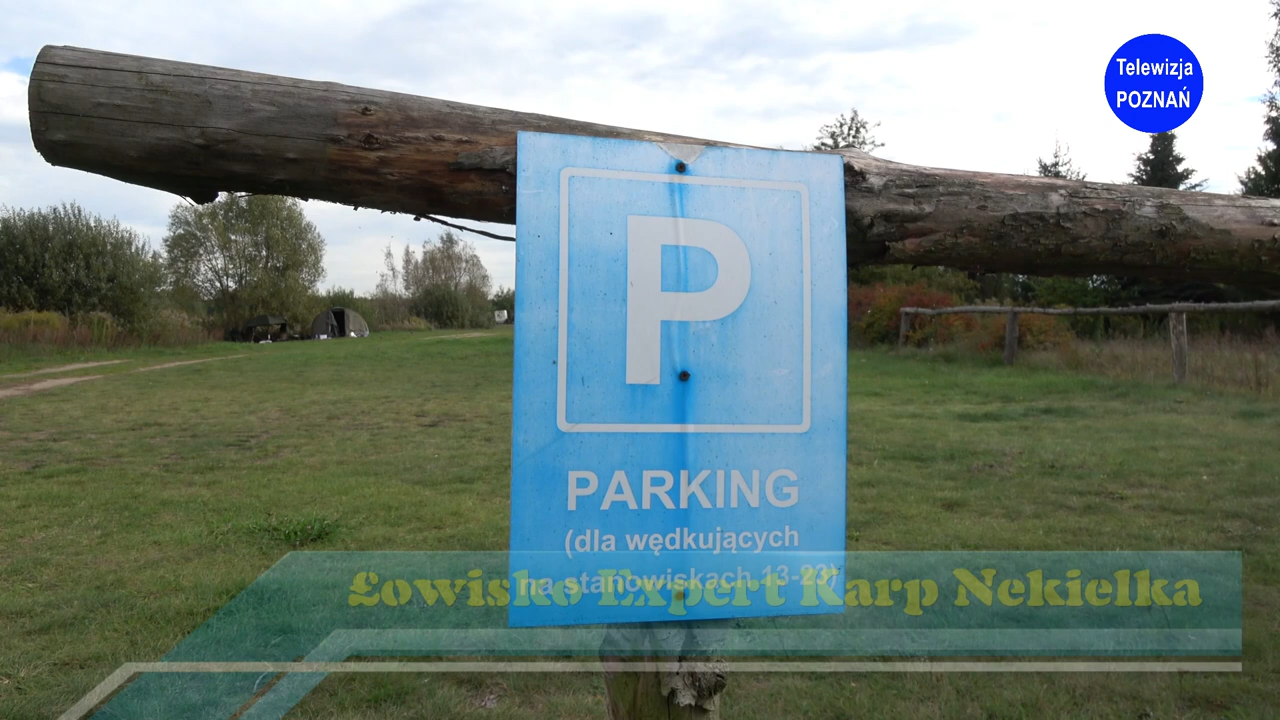 Telewizja
POZNAŃ
P
PARKING
(dla wędkujących
na stanowiskach 13-23)
Łowisko Expert Karp Nekielka